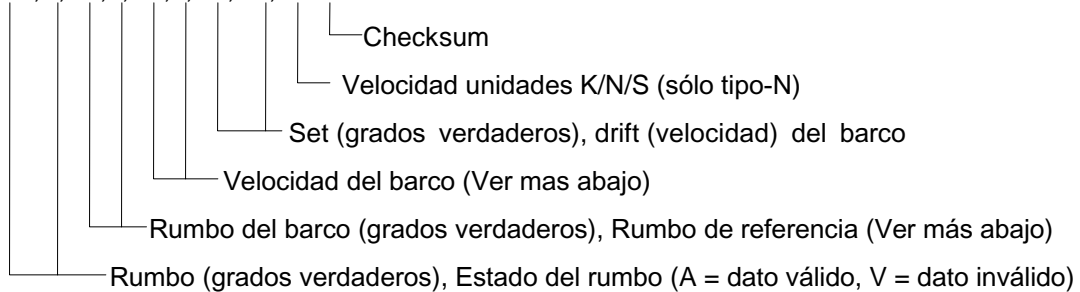 Checksum
Velocidad unidades K/N/S (sólo tipo-N)
Set (grados verdaderos), drift (velocidad) del barco
Velocidad del barco (Ver mas abajo)
Rumbo del barco (grados verdaderos), Rumbo de referencia (Ver más abajo)
Rumbo (grados verdaderos), Estado del rumbo (A = dato válido, V = dato inválido)